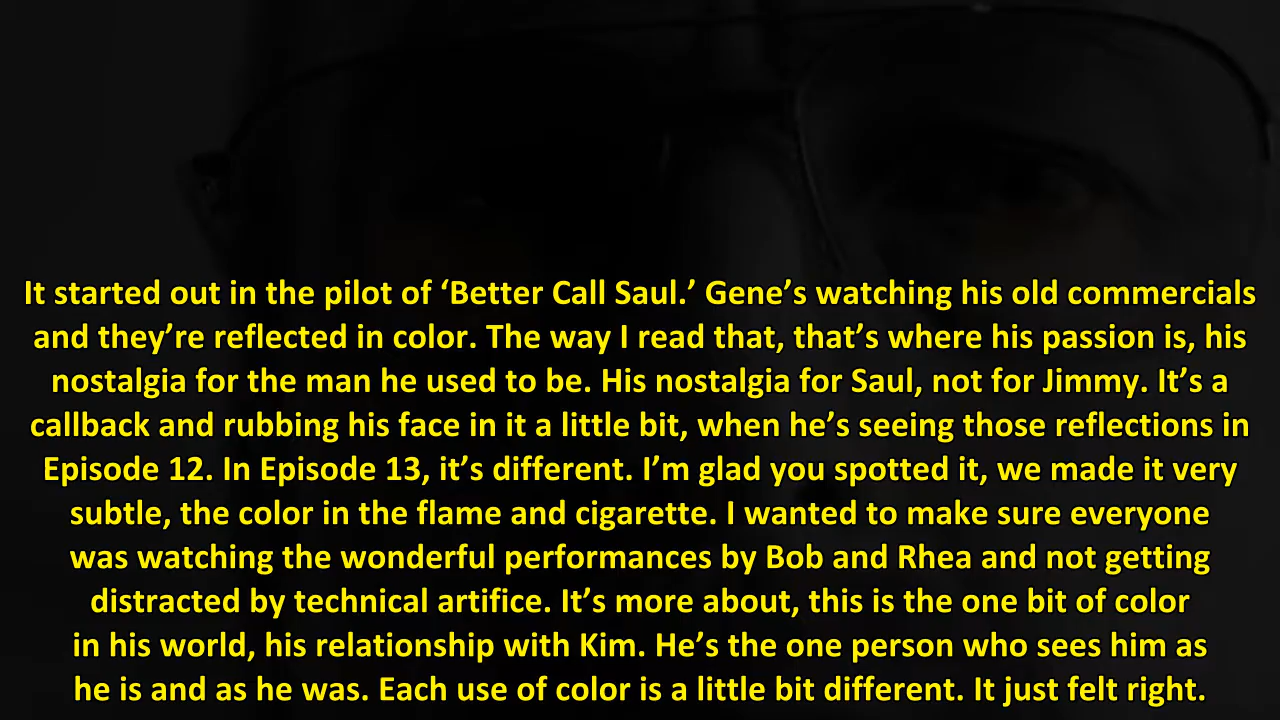 It started out in the pilot of ‘Better Call Saul.’ Gene’s watching his old commercials
and they’re reflected in color. The way I read that, that’s where his passion is, his
nostalgia for the man he used to be. His nostalgia for Saul, not for Jimmy. It’s a
callback and rubbing his face in it a little bit, when he’s seeing those reflections in
Episode 12. In Episode 13, it’s different. I’m glad you spotted it, we made it very
subtle, the color in the flame and cigarette. I wanted to make sure everyone
was watching the wonderful performances by Bob and Rhea and not getting
distracted by technical artifice. It’s more about, this is the one bit of color
in his world, his relationship with Kim. He’s the one person who sees him as
he is and as he was. Each use of color is a little bit different. It just felt right.